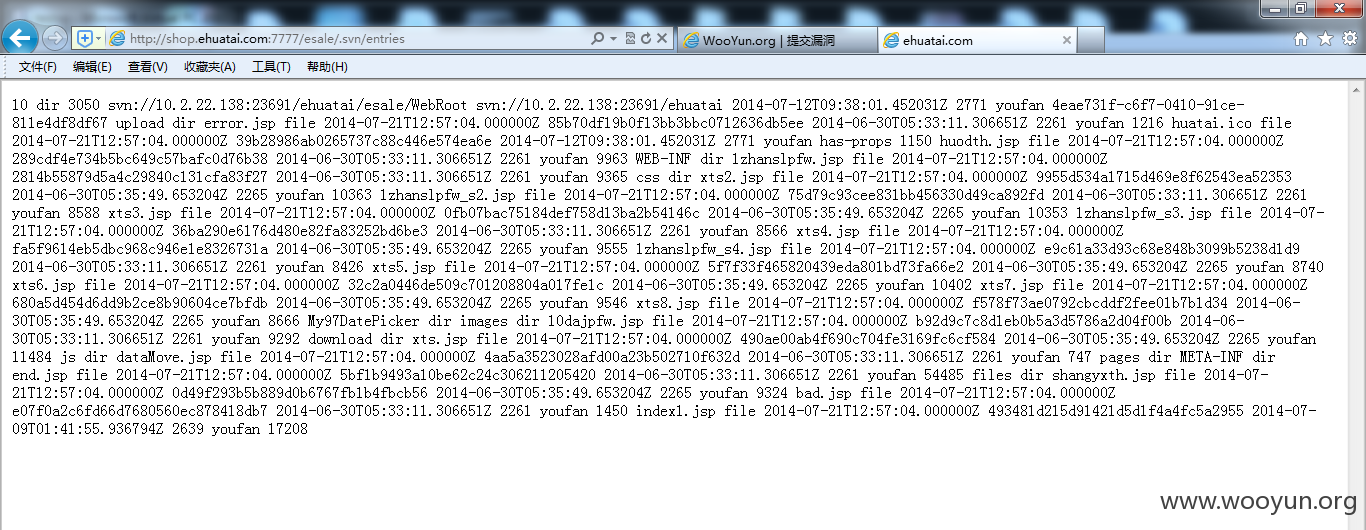 http://shop.ehuatai.com:7777/esale/.svn/entries
WooYun.org | 提交漏洞
ehuatai.com
文件(F) 编辑(E) 查看(V) 收藏夹(A) 工具(T) 帮助(H)
10 dir 3050 svn://10.2.22.138:23691/ehuatai/esale/WebRoot svn://10.2.22.138:23691/ehuatai 2014-07-12T09:38:01.452031Z 2771 youfan 4eae731f-c6f7-0410-91ce-
811e4df8df67 upload dir error.jsp file 2014-07-21T12:57:04.000000Z 85b70df19b0f13bb3bbc0712636db5ee 2014-06-30T05:33:11.306651Z 2261 youfan 1216 huatai.ico file
2014-07-21T12:57:04.000000Z 39b28986ab0265737c88c446e574ea6e 2014-07-12T09:38:01.452031Z 2771 youfan has-props 1150 huodth.jsp file 2014-07-21T12:57:04.000000Z
289cdf4e734b5bc649c57bafc0d76b38 2014-06-30T05:33:11.306651Z 2261 youfan 9963 WEB-INF dir lzhanslpfw.jsp file 2014-07-21T12:57:04.000000Z
2814b55879d5a4c29840c131cfa83f27 2014-06-30T05:33:11.306651Z 2261 youfan 9365 css dir xts2.jsp file 2014-07-21T12:57:04.000000Z 9955d534a1715d469e8f62543ea52353
2014-06-30T05:35:49.653204Z 2265 youfan 10363 lzhanslpfw_s2.jsp file 2014-07-21T12:57:04.000000Z 75d79c93cee831bb456330d49ca892fd 2014-06-30T05:33:11.306651Z 2261
youfan 8588 xts3.jsp file 2014-07-21T12:57:04.000000Z 0fb07bac75184def758d13ba2b54146c 2014-06-30T05:35:49.653204Z 2265 youfan 10353 lzhanslpfw_s3.jsp file 2014-07-
21T12:57:04.000000Z 36ba290e6176d480e82fa83252bd6be3 2014-06-30T05:33:11.306651Z 2261 youfan 8566 xts4.jsp file 2014-07-21T12:57:04.000000Z
fa5f9614eb5dbc968c946e1e8326731a 2014-06-30T05:35:49.653204Z 2265 youfan 9555 lzhanslpfw_s4.jsp file 2014-07-21T12:57:04.000000Z e9c61a33d93c68e848b3099b5238d1d9
2014-06-30T05:33:11.306651Z 2261 youfan 8426 xts5.jsp file 2014-07-21T12:57:04.000000Z 5f7f33f465820439eda801bd73fa66e2 2014-06-30T05:35:49.653204Z 2265 youfan 8740
xts6.jsp file 2014-07-21T12:57:04.000000Z 32c2a0446de509c701208804a017fe1c 2014-06-30T05:35:49.653204Z 2265 youfan 10402 xts7.jsp file 2014-07-21T12:57:04.000000Z
680a5d454d6dd9b2ce8b90604ce7bfdb 2014-06-30T05:35:49.653204Z 2265 youfan 9546 xts8.jsp file 2014-07-21T12:57:04.000000Z f578f73ae0792cbcddf2fee01b7b1d34 2014-06-
30T05:35:49.653204Z 2265 youfan 8666 My97DatePicker dir images dir 10dajpfw.jsp file 2014-07-21T12:57:04.000000Z b92d9c7c8d1eb0b5a3d5786a2d04f00b 2014-06-
30T05:33:11.306651Z 2261 youfan 9292 download dir xts.jsp file 2014-07-21T12:57:04.000000Z 490ae00ab4f690c704fe3169fc6cf584 2014-06-30T05:35:49.653204Z 2265 youfan
11484 js dir dataMove.jsp file 2014-07-21T12:57:04.000000Z 4aa5a3523028afd00a23b502710f632d 2014-06-30T05:33:11.306651Z 2261 youfan 747 pages dir META-INF dir
end.jsp file 2014-07-21T12:57:04.000000Z 5bf1b9493a10be62c24c306211205420 2014-06-30T05:33:11.306651Z 2261 youfan 54485 files dir shangyxth.jsp file 2014-07-
21T12:57:04.000000Z 0d49f293b5b889d0b6767fb1b4fbcb56 2014-06-30T05:35:49.653204Z 2265 youfan 9324 bad.jsp file 2014-07-21T12:57:04.000000Z
e07f0a2c6fd66d7680560ec878418db7 2014-06-30T05:33:11.306651Z 2261 youfan 1450 index1.jsp file 2014-07-21T12:57:04.000000Z 493481d215d91421d5d1f4a4fc5a2955 2014-07-
09T01:41:55.936794Z 2639 youfan 17208
www.wooyun.org